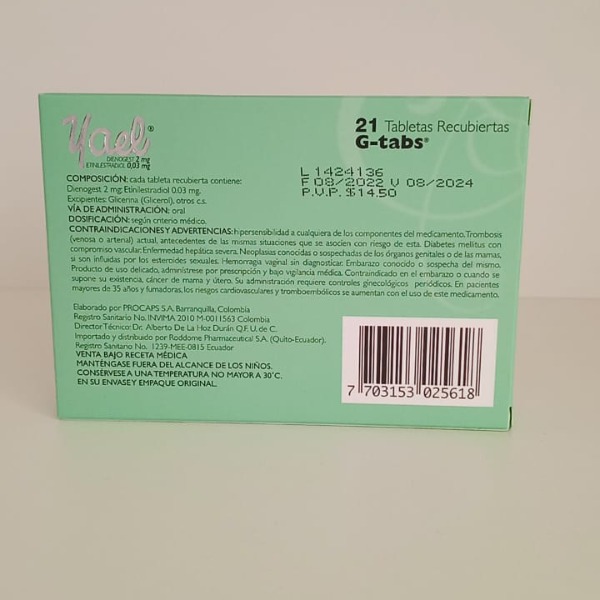 Yael®
DIENOGEST 2 mg
ETINILESTRADIOL 0,03 mg
21 Tabletas Recubiertas
G-tabs®
L 1424136
F 08/2022 V 08/2024
P.V.P. $14.50
COMPOSICIÓN: cada tableta recubierta contiene:
Dienogest 2 mg; Etinilestradiol 0.03 mg.
Excipientes: Glicerina (Glicerol), otros c.s.
VÍA DE ADMINISTRACIÓN: oral
DOSIFICACIÓN: según criterio médico.
CONTRAINDICACIONES Y ADVERTENCIAS: hipersensibilidad a cualquiera de los componentes del medicamento, Trombosis
(venosa o arterial) actual, antecedentes de las mismas situaciones que se asocien con riesgo de esta. Diabetes mellitus con
compromiso vascular. Enfermedad hepática severa. Neoplasias conocidas o sospechadas de los órganos genitales o de las mamas,
si son influidas por los esteroides sexuales. Hemorragia vaginal sin diagnosticar. Embarazo conocido o sospecha del mismo.
Producto de uso delicado, adminístrese por prescripción y bajo vigilancia médica. Contraindicado en el embarazo o cuando se
supone su existencia, cáncer de mama y útero. Su administración requiere controles ginecológicos periódicos. En pacientes
mayores de 35 años y fumadoras, los riesgos cardiovasculares y tromboembólicos se aumentan con el uso de este medicamento.
Elaborado por PROCAPS S.A. Barranquilla, Colombia
Registro Sanitario No. INVIMA 2010 M-0011563 Colombia
Director Técnico: Dr. Alberto De La Hoz Durán Q.F. U. de C.
Importado y distribuido por Roddome Pharmaceutical S.A. (Quito-Ecuador).
Registro Sanitario No. 1239-MEE-0815 Ecuador
VENTA BAJO RECETA MÉDICA
MANTÉNGASE FUERA DEL ALCANCE DE LOS NIÑOS.
CONSÉRVESE A UNA TEMPERATURA NO MAYOR A 30°C.
EN SU ENVASE Y EMPAQUE ORIGINAL.
7 703153 025618